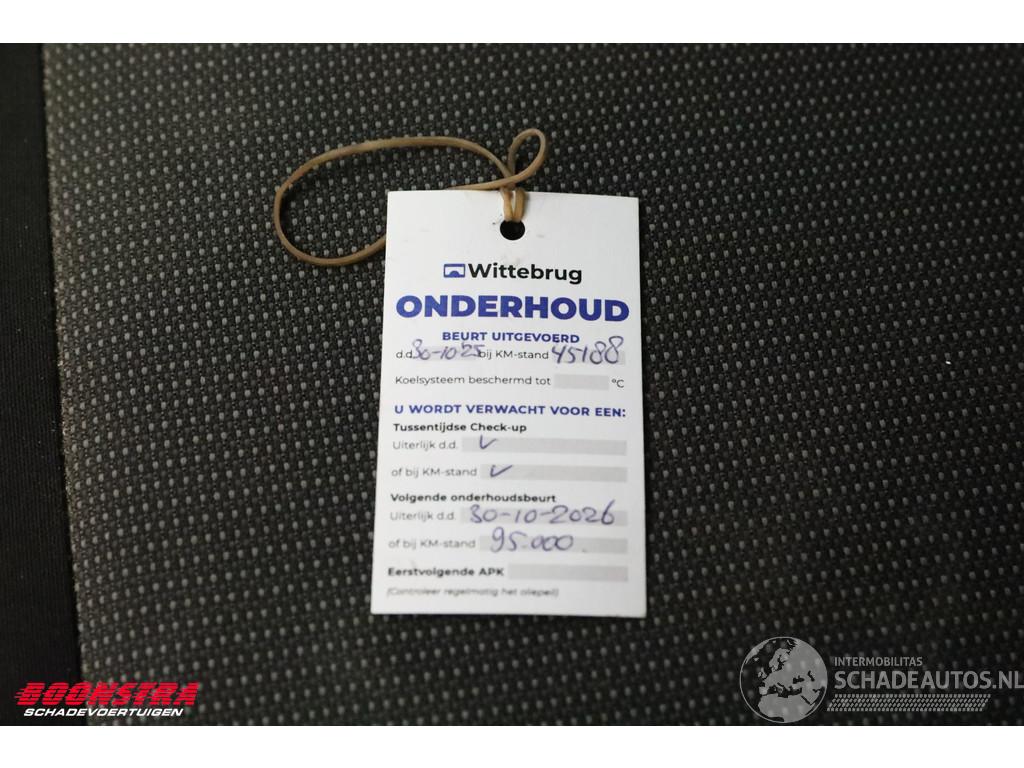 Wittebrug
ONDERHOUD
BEURT UITGEVOERD
d.d. 30-10-25 bij KM-stand 45188
Koelsysteem beschermd tot °C
U WORDT VERWACHT VOOR EEN:
Tussentijdse Check-up
Uiterlijk d.d. ✓
of bij KM-stand ✓
Volgende onderhoudsbeurt
Uiterlijk d.d. 30-10-2026
of bij KM-stand 95.000
Eerstvolgende APK
(Controleer regelmatig het oliepeil)
BOONSTRA
SCHADEVOERTUIGEN
INTERMOBILITAS
SCHADEAUTOS.NL